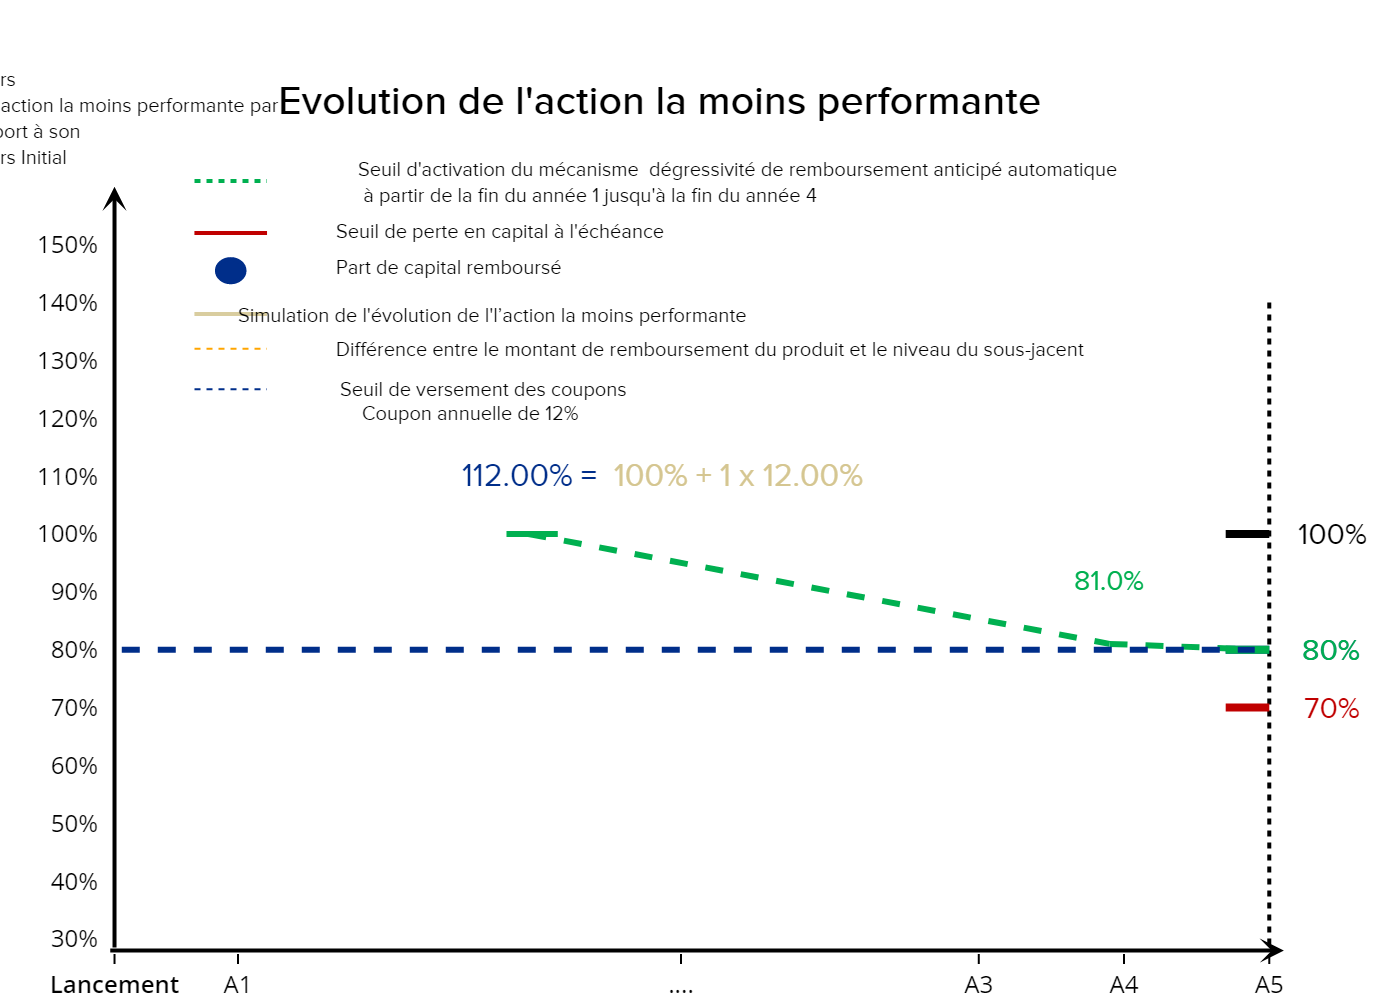 rs
action la moins performante par
port à son
rs Initial
Evolution de l'action la moins performante
Seuil d'activation du mécanisme dégressivité de remboursement anticipé automatique
à partir de la fin du année 1 jusqu'à la fin du année 4
Seuil de perte en capital à l'échéance
Part de capital remboursé
Simulation de l'évolution de l'l’action la moins performante
Différence entre le montant de remboursement du produit et le niveau du sous-jacent
Seuil de versement des coupons
Coupon annuelle de 12%
150%
140%
130%
120%
110%
100%
90%
80%
70%
60%
50%
40%
30%
112.00% = 100% + 1 x 12.00%
81.0%
100%
80%
70%
Lancement A1 .... A3 A4 A5